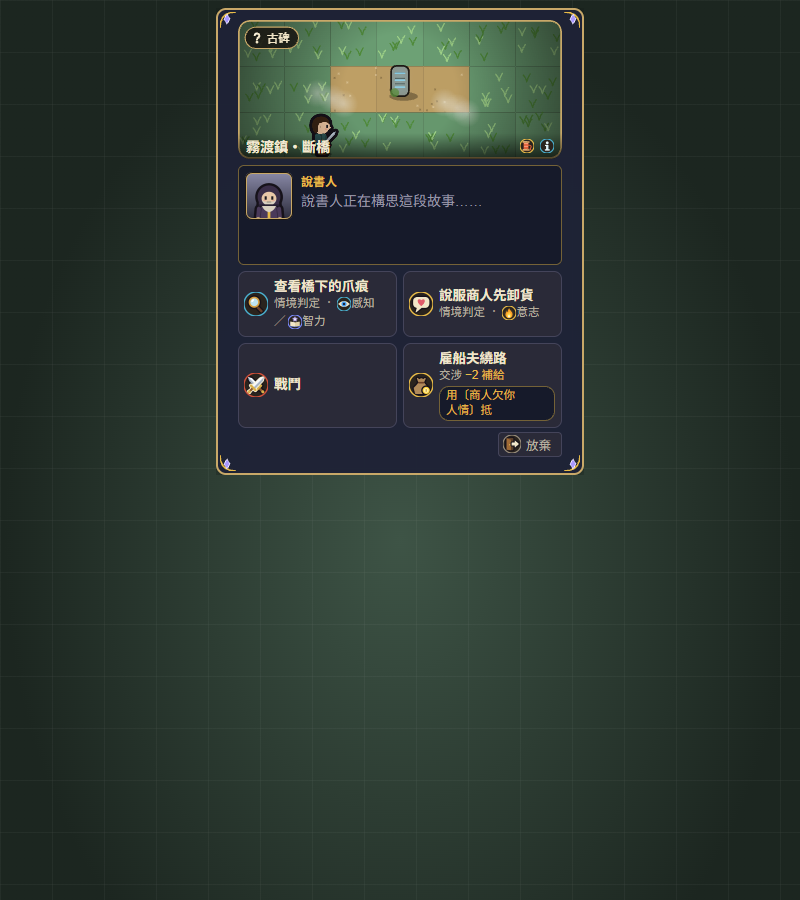 ? 古碑
霧渡鎮・斷橋
說書人
說書人正在構思這段故事……
查看橋下的爪痕
情境判定 · 感知
／智力
說服商人先卸貨
情境判定 · 意志
戰鬥
雇船夫繞路
交涉 −2 補給
用〔商人欠你
人情〕抵
放棄